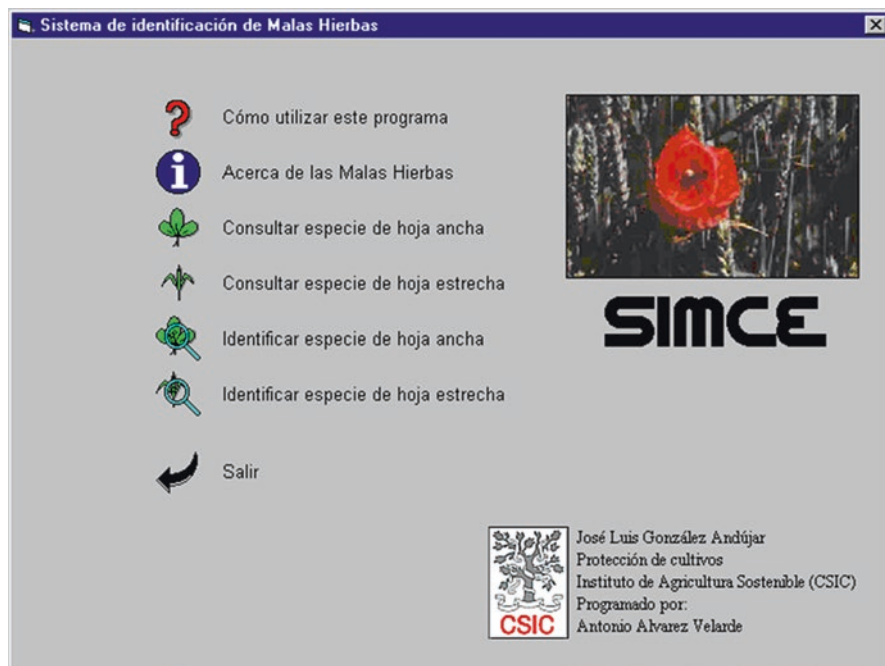 Sistema de identificación de Malas Hierbas
Cómo utilizar este programa
Acerca de las Malas Hierbas
Consultar especie de hoja ancha
Consultar especie de hoja estrecha
Identificar especie de hoja ancha
Identificar especie de hoja estrecha
Salir
SIMCE
CSIC
José Luis González Andújar
Protección de cultivos
Instituto de Agricultura Sostenible (CSIC)
Programado por:
Antonio Alvarez Velarde